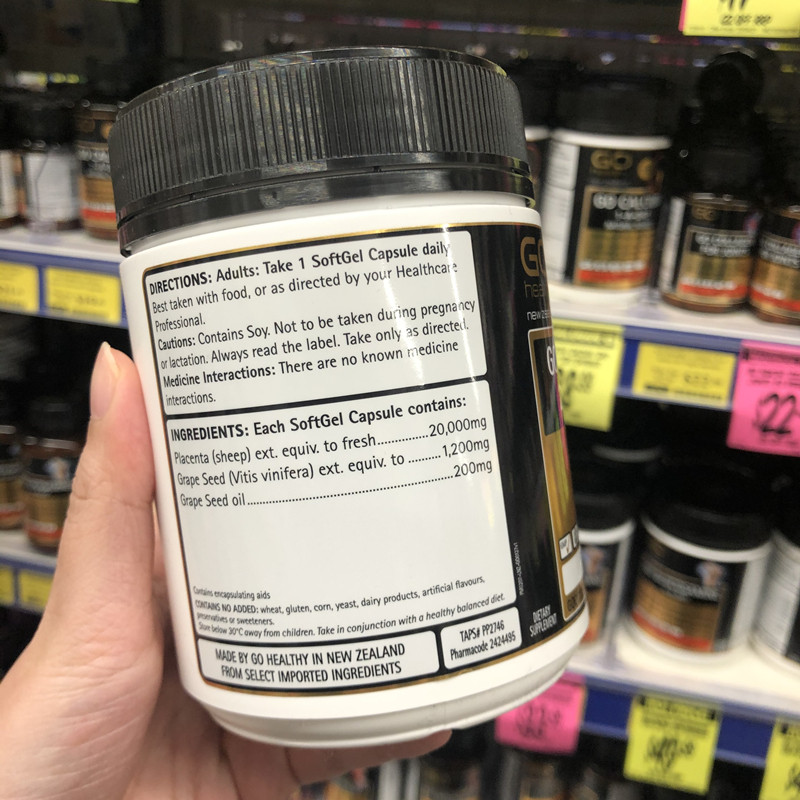 DIRECTIONS: Adults: Take 1 SoftGel Capsule daily
Best taken with food, or as directed by your Healthcare
Professional.
Cautions: Contains Soy. Not to be taken during pregnancy
or lactation. Always read the label. Take only as directed.
Medicine Interactions: There are no known medicine
interactions.
INGREDIENTS: Each SoftGel Capsule contains:
Placenta (sheep) ext. equiv. to fresh..............20,000mg
Grape Seed (Vitis vinifera) ext. equiv. to .........1,200mg
Grape Seed oil..........................................................200mg
Contains encapsulating aids
CONTAINS NO ADDED: wheat, gluten, corn, yeast, dairy products, artificial flavours,
preservatives or sweeteners.
Store below 30°C away from children. Take in conjunction with a healthy balanced diet.
MADE BY GO HEALTHY IN NEW ZEALAND
FROM SELECT IMPORTED INGREDIENTS
TAPS# PP2746
Pharmacode 2424495
DIETARY
SUPPLEMENT
GO
GO
22